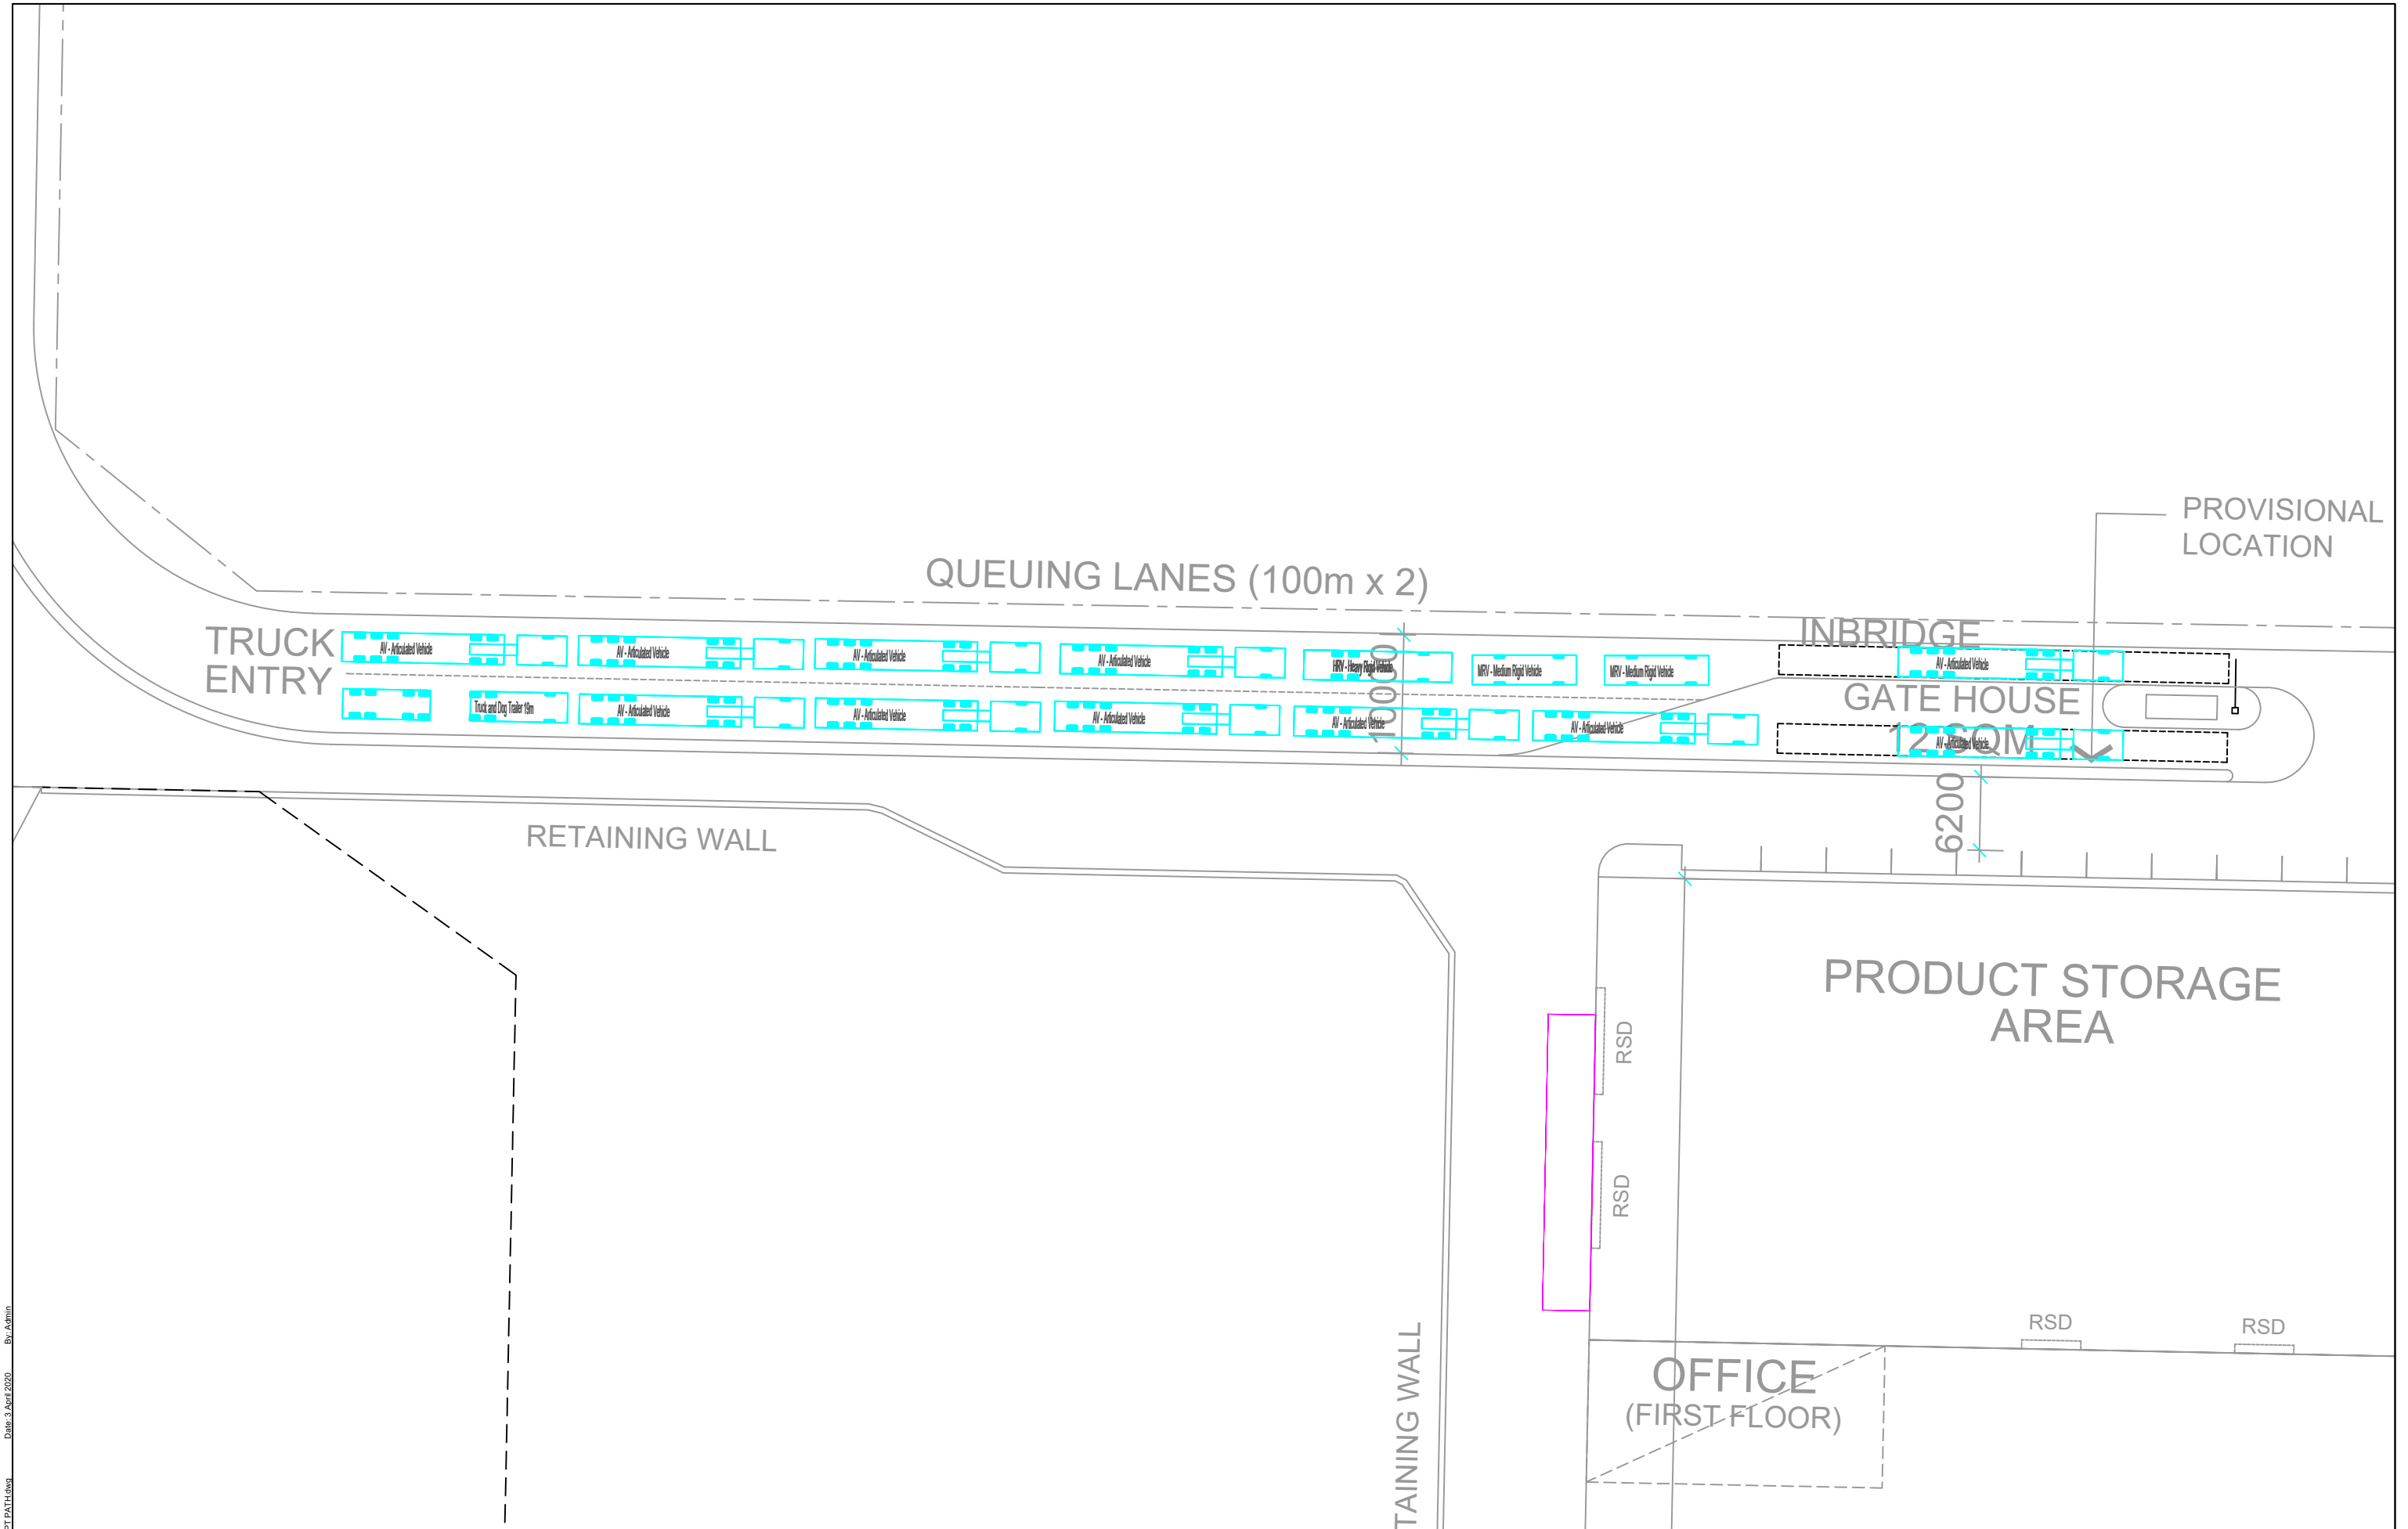 QUEUING LANES (100m x 2)
PROVISIONAL
LOCATION
TRUCK
ENTRY
AV - Articulated Vehicle
AV - Articulated Vehicle
AV - Articulated Vehicle
AV - Articulated Vehicle
HRV - Heavy Rigid Vehicle
MRV - Medium Rigid Vehicle
MRV - Medium Rigid Vehicle
INBRIDGE
AV - Articulated Vehicle
Truck and Dog Trailer 19m
AV - Articulated Vehicle
AV - Articulated Vehicle
AV - Articulated Vehicle
AV - Articulated Vehicle
AV - Articulated Vehicle
10000
GATE HOUSE
12 SQM
AV - Articulated Vehicle
6200
RETAINING WALL
PRODUCT STORAGE
AREA
RSD
RSD
RSD
RSD
OFFICE
(FIRST FLOOR)
TAINING WALL
PT PATH.dwg Date: 3 April 2020 By: Admin